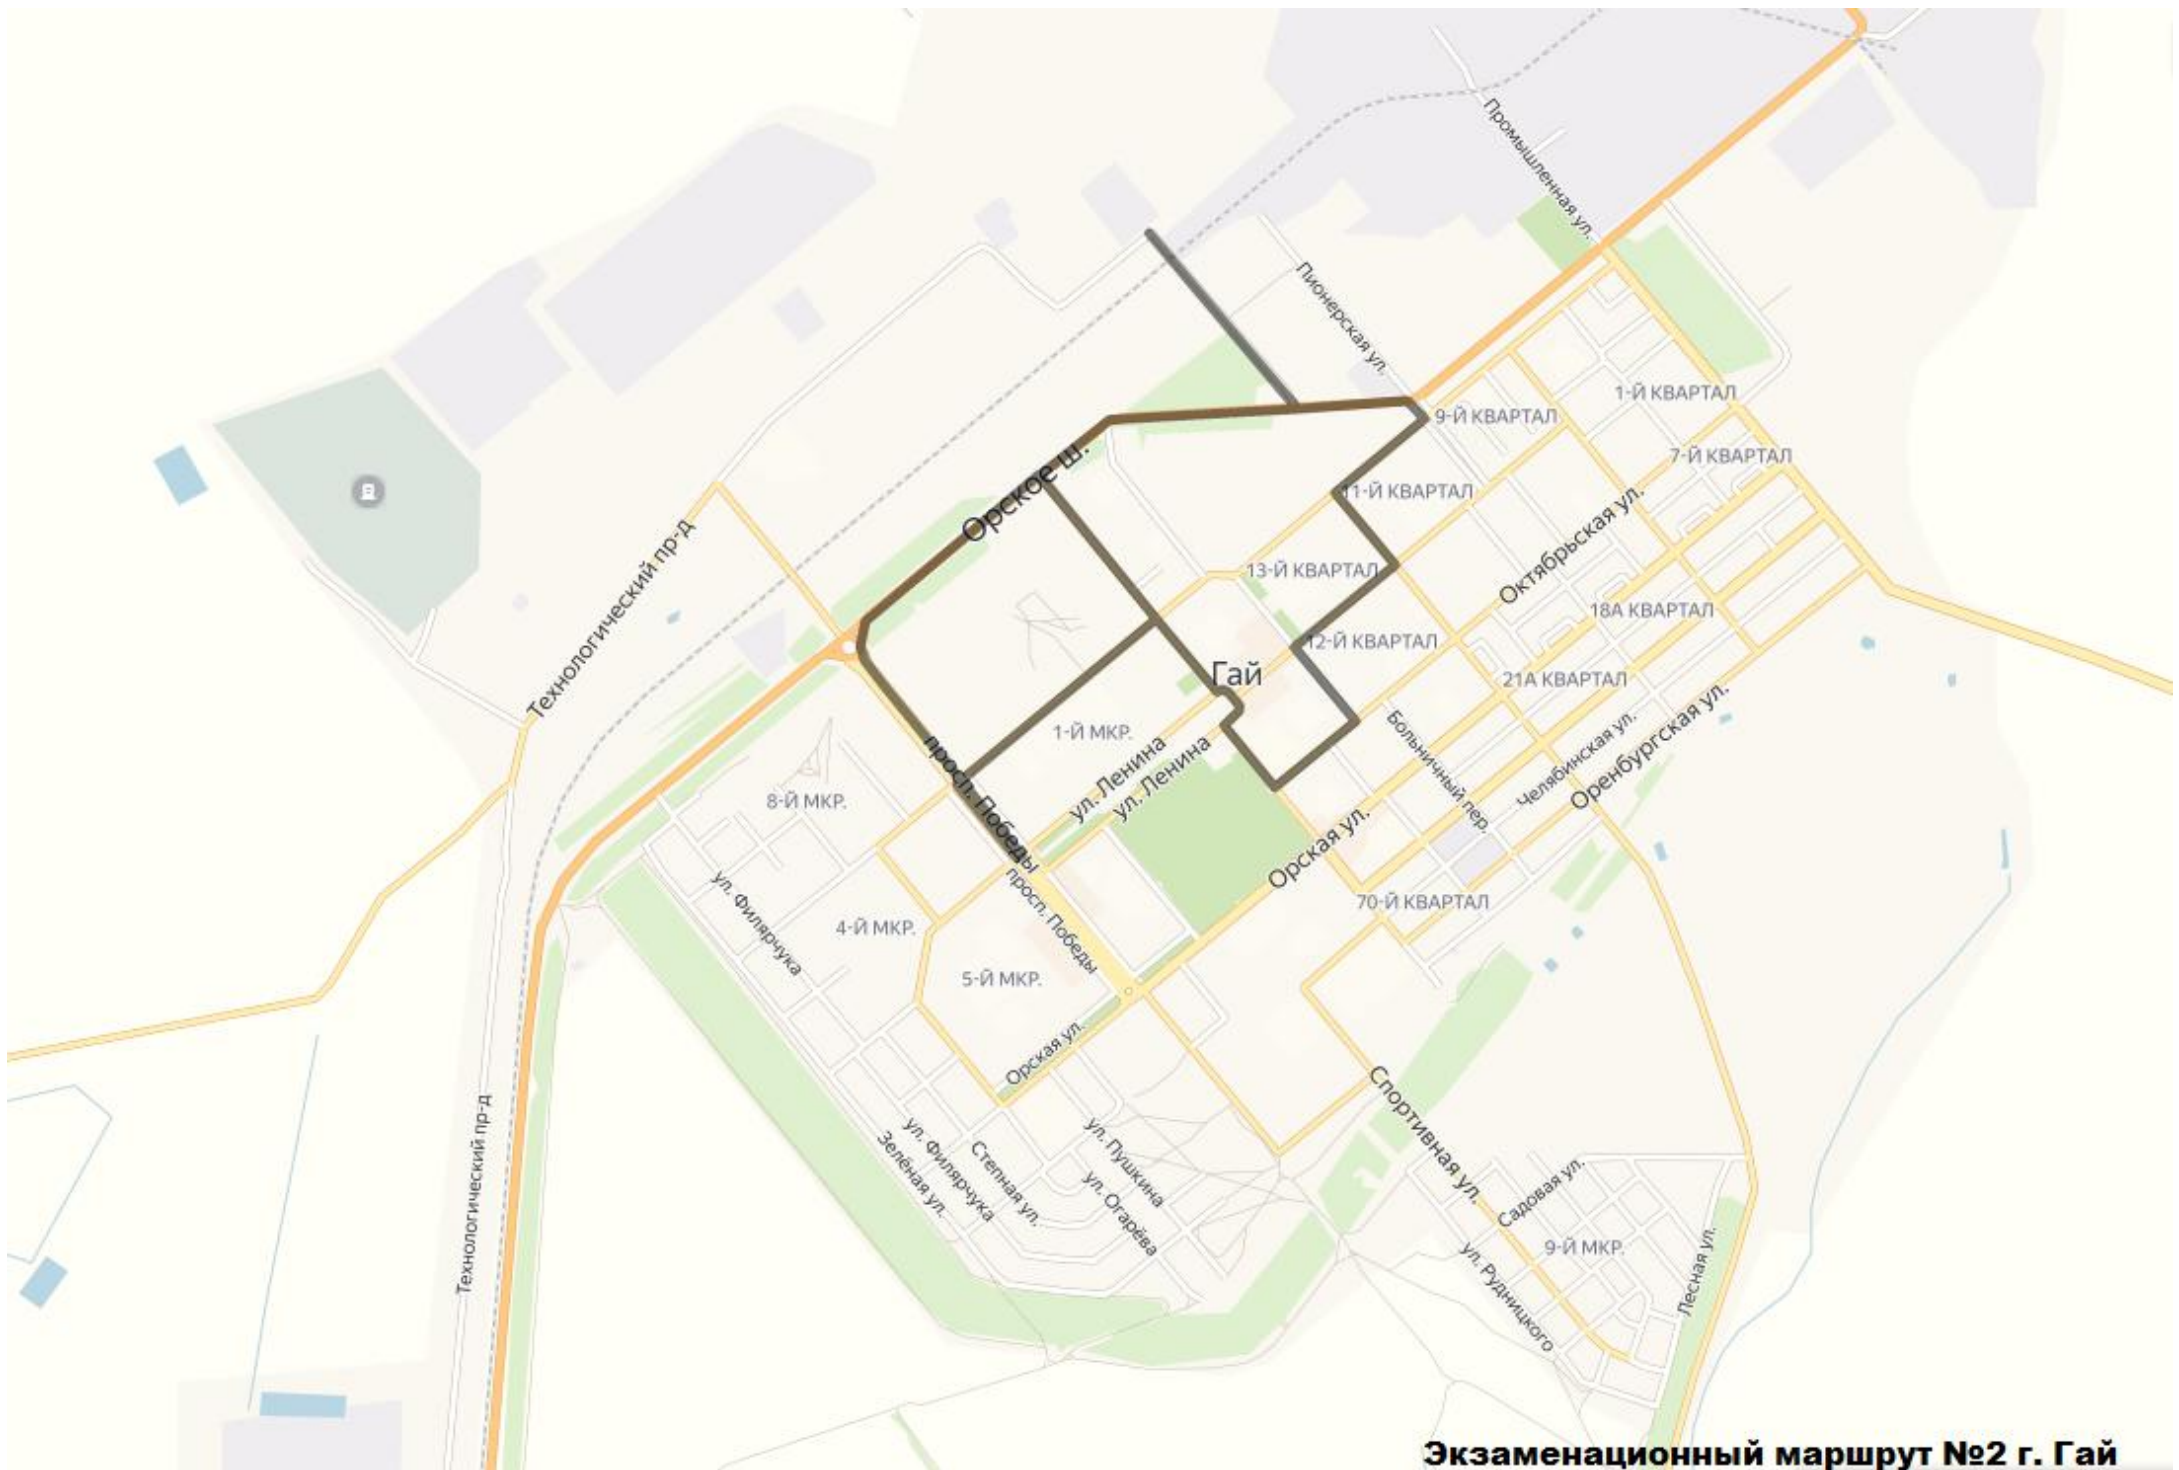 Промышленная ул.
Пионерская ул.
1-Й КВАРТАЛ
9-Й КВАРТАЛ
7-Й КВАРТАЛ
Орское ш.
11-Й КВАРТАЛ
Октябрьская ул.
Технологический пр-д
13-Й КВАРТАЛ
18А КВАРТАЛ
12-Й КВАРТАЛ
Гай
21А КВАРТАЛ
1-Й МКР.
просп. Победы
ул. Ленина
ул. Ленина
Больничный пер.
Челябинская ул.
Оренбургская ул.
8-Й МКР.
Орская ул.
просп. Победы
ул. Филярчука
4-Й МКР.
70-Й КВАРТАЛ
5-Й МКР.
Орская ул.
Спортивная ул.
Технологический пр-д
ул. Филярчука
Зелёная ул.
Степная ул.
ул. Пушкина
ул. Огарёва
Садовая ул.
9-Й МКР.
ул. Рудницкого
Лесная ул.
Экзаменационный маршрут №2 г. Гай